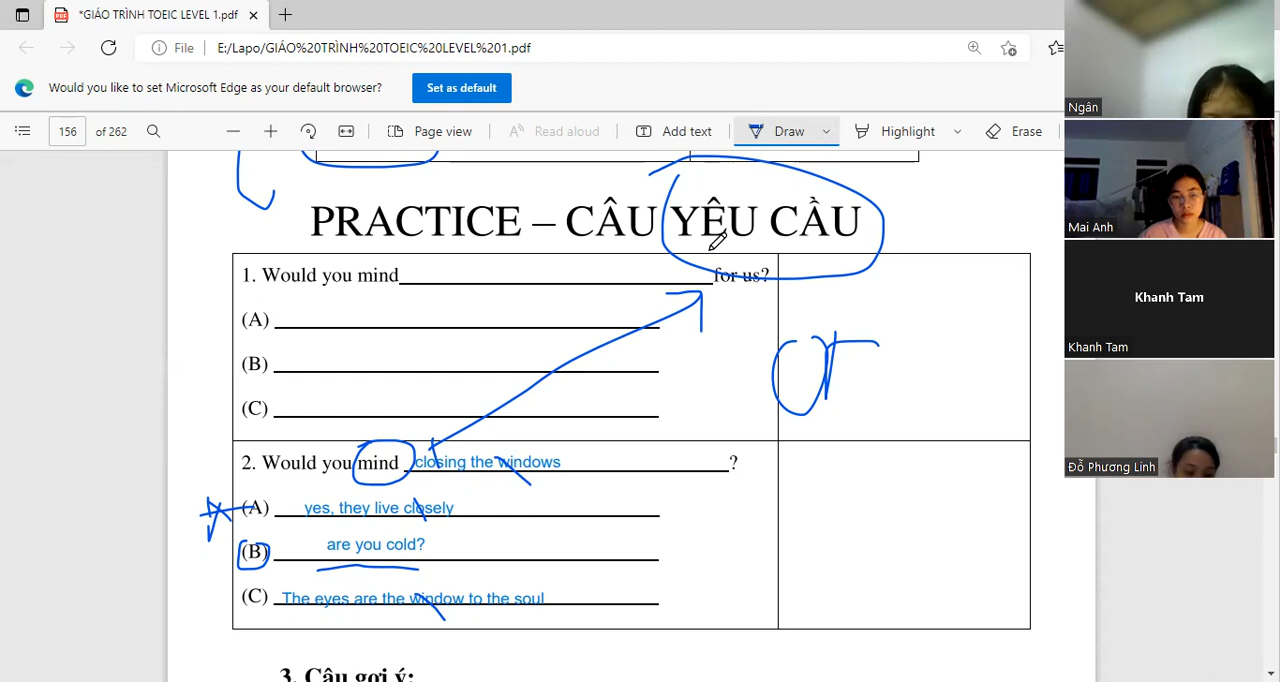 *GIÁO TRÌNH TOEIC LEVEL 1.pdf
File E:/Lapo/GIÁO%20TRÌNH%20TOEIC%20LEVEL%201.pdf
Would you like to set Microsoft Edge as your default browser? Set as default
156 of 262 Page view Read aloud Add text Draw Highlight Erase
PRACTICE – CÂU YÊU CẦU
1. Would you mind for us?
(A)
(B)
(C)
or
2. Would you mind closing the windows ?
(A) yes, they live closely
(B) are you cold?
(C) The eyes are the window to the soul
3. Câu gợi ý:
Ngân
Mai Anh
Khanh Tam
Khanh Tam
Đỗ Phương Linh